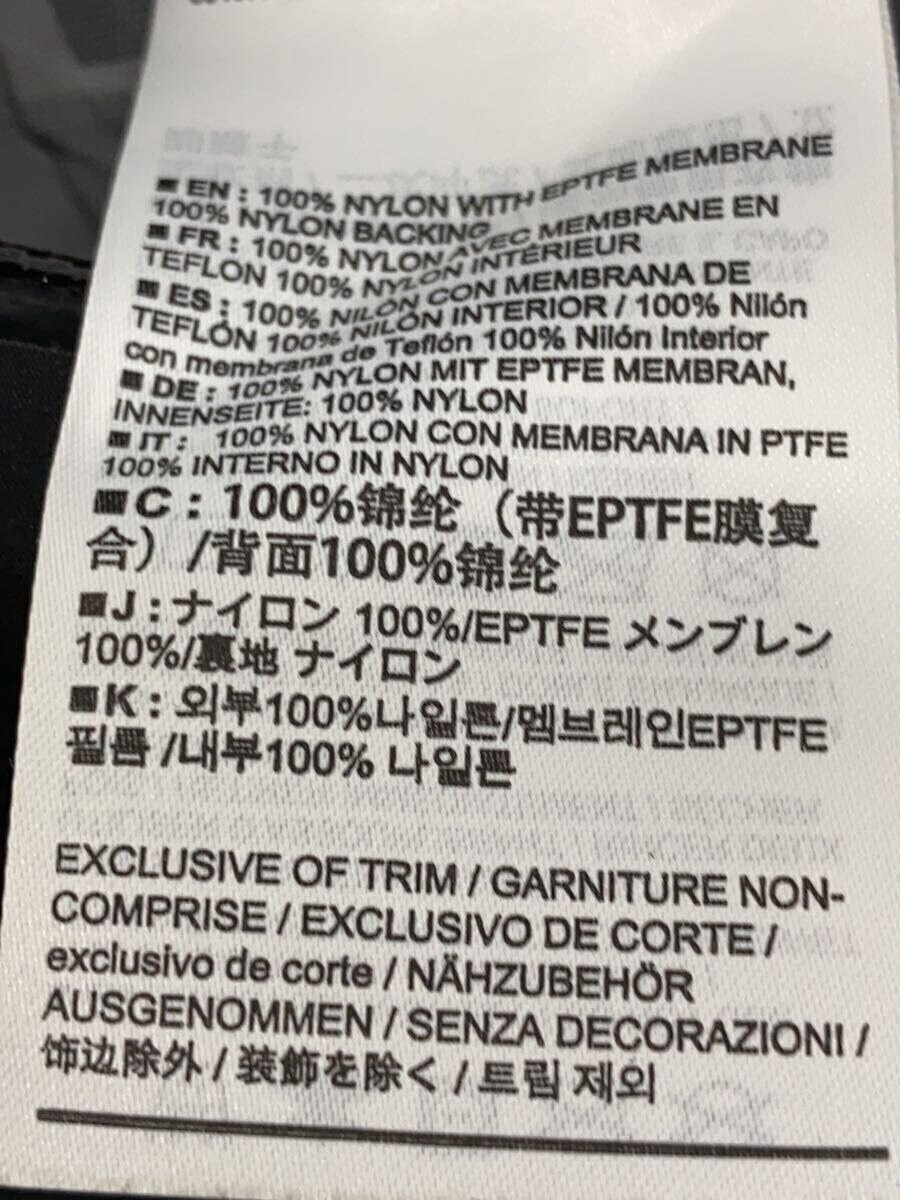 ■ EN : 100% NYLON WITH EPTFE MEMBRANE
100% NYLON BACKING
■ FR : 100% NYLON AVEC MEMBRANE EN
TEFLON 100% NYLON INTÉRIEUR
■ ES : 100% NILÓN CON MEMBRANA DE
TEFLÓN 100% NILÓN INTERIOR / 100% Nilón
con membrana de Teflón 100% Nilón Interior
■ DE : 100% NYLON MIT EPTFE MEMBRAN,
INNENSEITE: 100% NYLON
■ IT : 100% NYLON CON MEMBRANA IN PTFE
100% INTERNO IN NYLON
■ C : 100%锦纶（带EPTFE膜复
合）/背面100%锦纶
■ J : ナイロン 100%/EPTFE メンブレン
100%/裏地 ナイロン
■ K : 외부100%나일론/멤브레인EPTFE
필름 /내부100% 나일론
EXCLUSIVE OF TRIM / GARNITURE NON-
COMPRISE / EXCLUSIVO DE CORTE /
exclusivo de corte / NÄHZUBEHÖR
AUSGENOMMEN / SENZA DECORAZIONI /
饰边除外 / 装飾を除く / 트림 제외